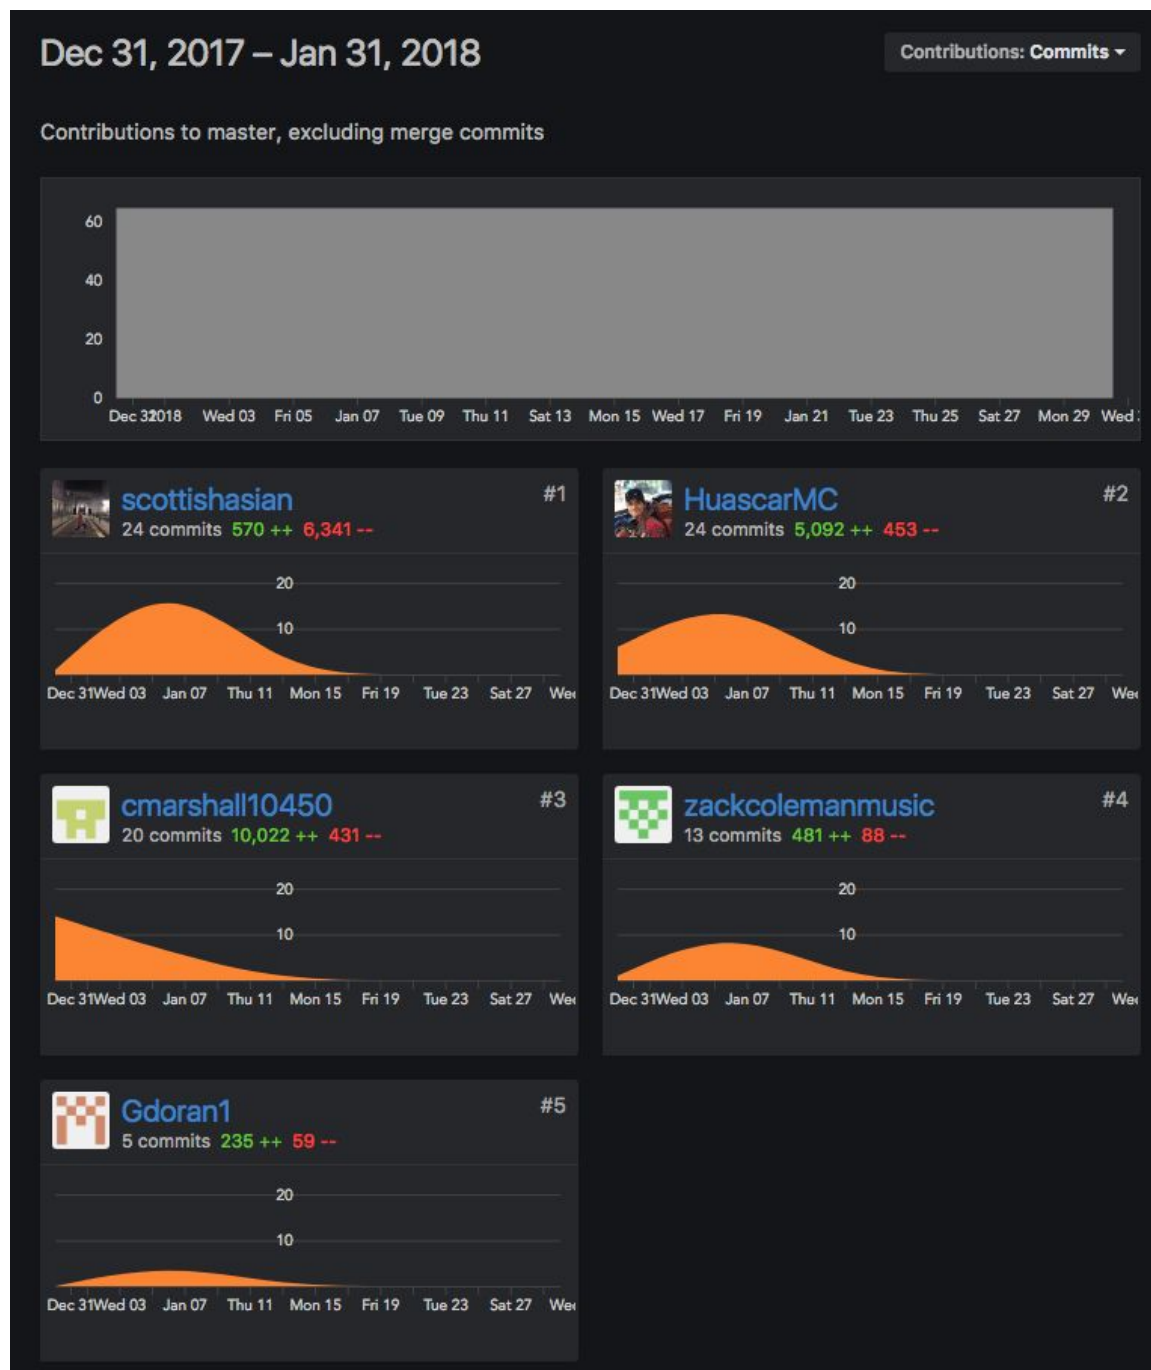 Dec 31, 2017 – Jan 31, 2018
Contributions: Commits
Contributions to master, excluding merge commits
60
40
20
0
Dec 31 2018 Wed 03 Fri 05 Jan 07 Tue 09 Thu 11 Sat 13 Mon 15 Wed 17 Fri 19 Jan 21 Tue 23 Thu 25 Sat 27 Mon 29 Wed
scottishasian
#1
24 commits 570 ++ 6,341 --
20
10
Dec 31 Wed 03 Jan 07 Thu 11 Mon 15 Fri 19 Tue 23 Sat 27 We
HuascarMC
#2
24 commits 5,092 ++ 453 --
20
10
Dec 31 Wed 03 Jan 07 Thu 11 Mon 15 Fri 19 Tue 23 Sat 27 We
cmarshall10450
#3
20 commits 10,022 ++ 431 --
20
10
Dec 31 Wed 03 Jan 07 Thu 11 Mon 15 Fri 19 Tue 23 Sat 27 We
zackcolemanmusic
#4
13 commits 481 ++ 88 --
20
10
Dec 31 Wed 03 Jan 07 Thu 11 Mon 15 Fri 19 Tue 23 Sat 27 We
Gdoran1
#5
5 commits 235 ++ 59 --
20
10
Dec 31 Wed 03 Jan 07 Thu 11 Mon 15 Fri 19 Tue 23 Sat 27 We